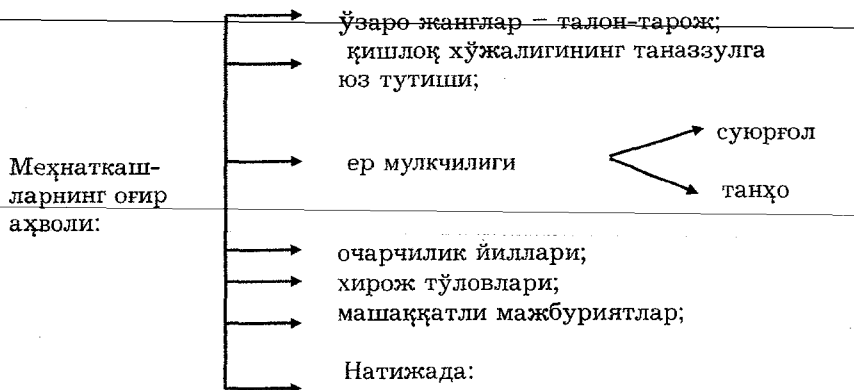 ўзаро жанглар – талон-тарож;
қишлоқ хўжалигининг таназзулга
юз тутиши;
Меҳнаткаш-
ларнинг оғир
аҳволи:
ер мулкчилиги
суюрғол
танҳо
очарчилик йиллари;
хирож тўловлари;
машаққатли мажбуриятлар;
Натижада: